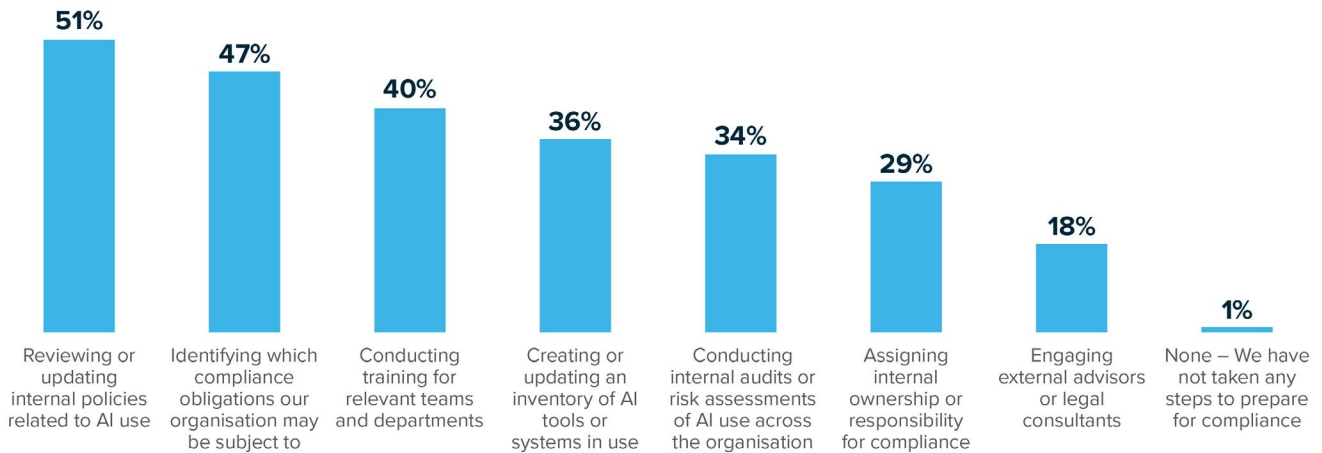 51%
47%
40%
36%
34%
29%
18%
1%
Reviewing or
updating
internal policies
related to AI use
Identifying which
compliance
obligations our
organisation may
be subject to
Conducting
training for
relevant teams
and departments
Creating or
updating an
inventory of AI
tools or
systems in use
Conducting
internal audits or
risk assessments
of AI use across
the organisation
Assigning
internal
ownership or
responsibility
for compliance
Engaging
external advisors
or legal
consultants
None – We have
not taken any
steps to prepare
for compliance